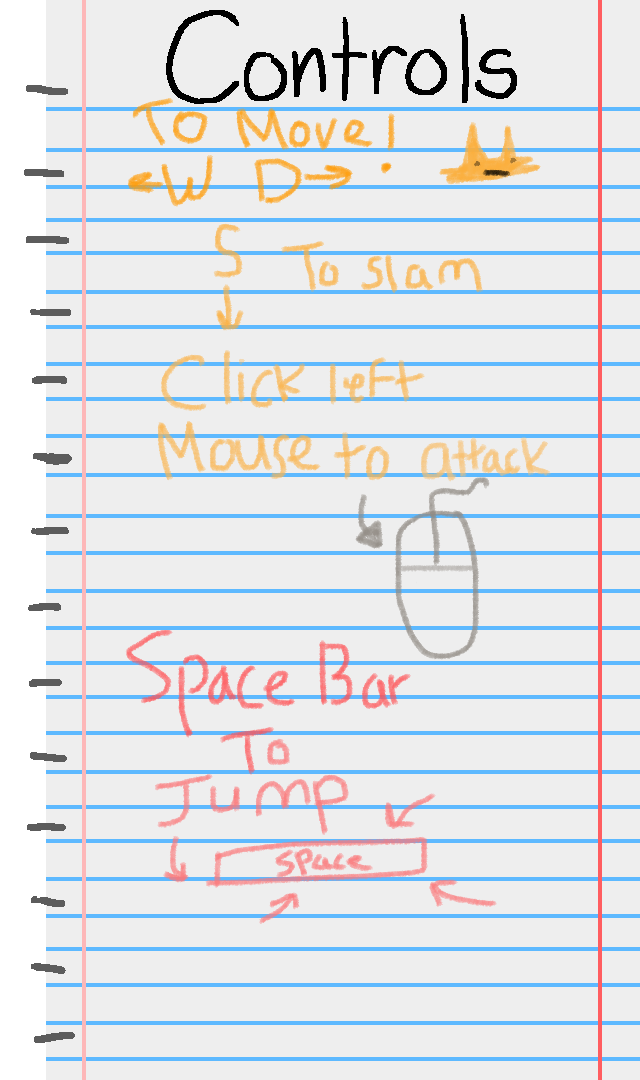 Controls
To Move!
← W D →
S To slam
Click left
Mouse to attack
Space Bar
To
Jump
space